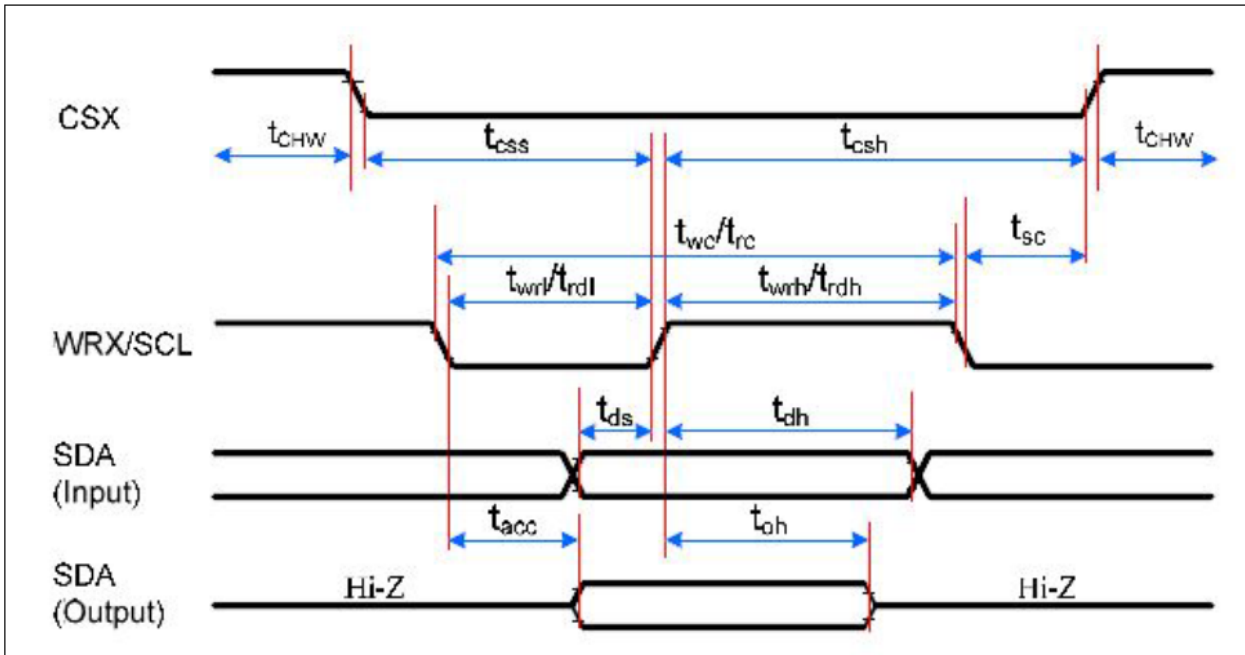 CSX
tCHW
tcss
tcsh
tCHW
twc/trc
tsc
twrl/trdl
twrh/trdh
WRX/SCL
tds
tdh
SDA
(Input)
tacc
toh
SDA
(Output)
Hi-Z
Hi-Z